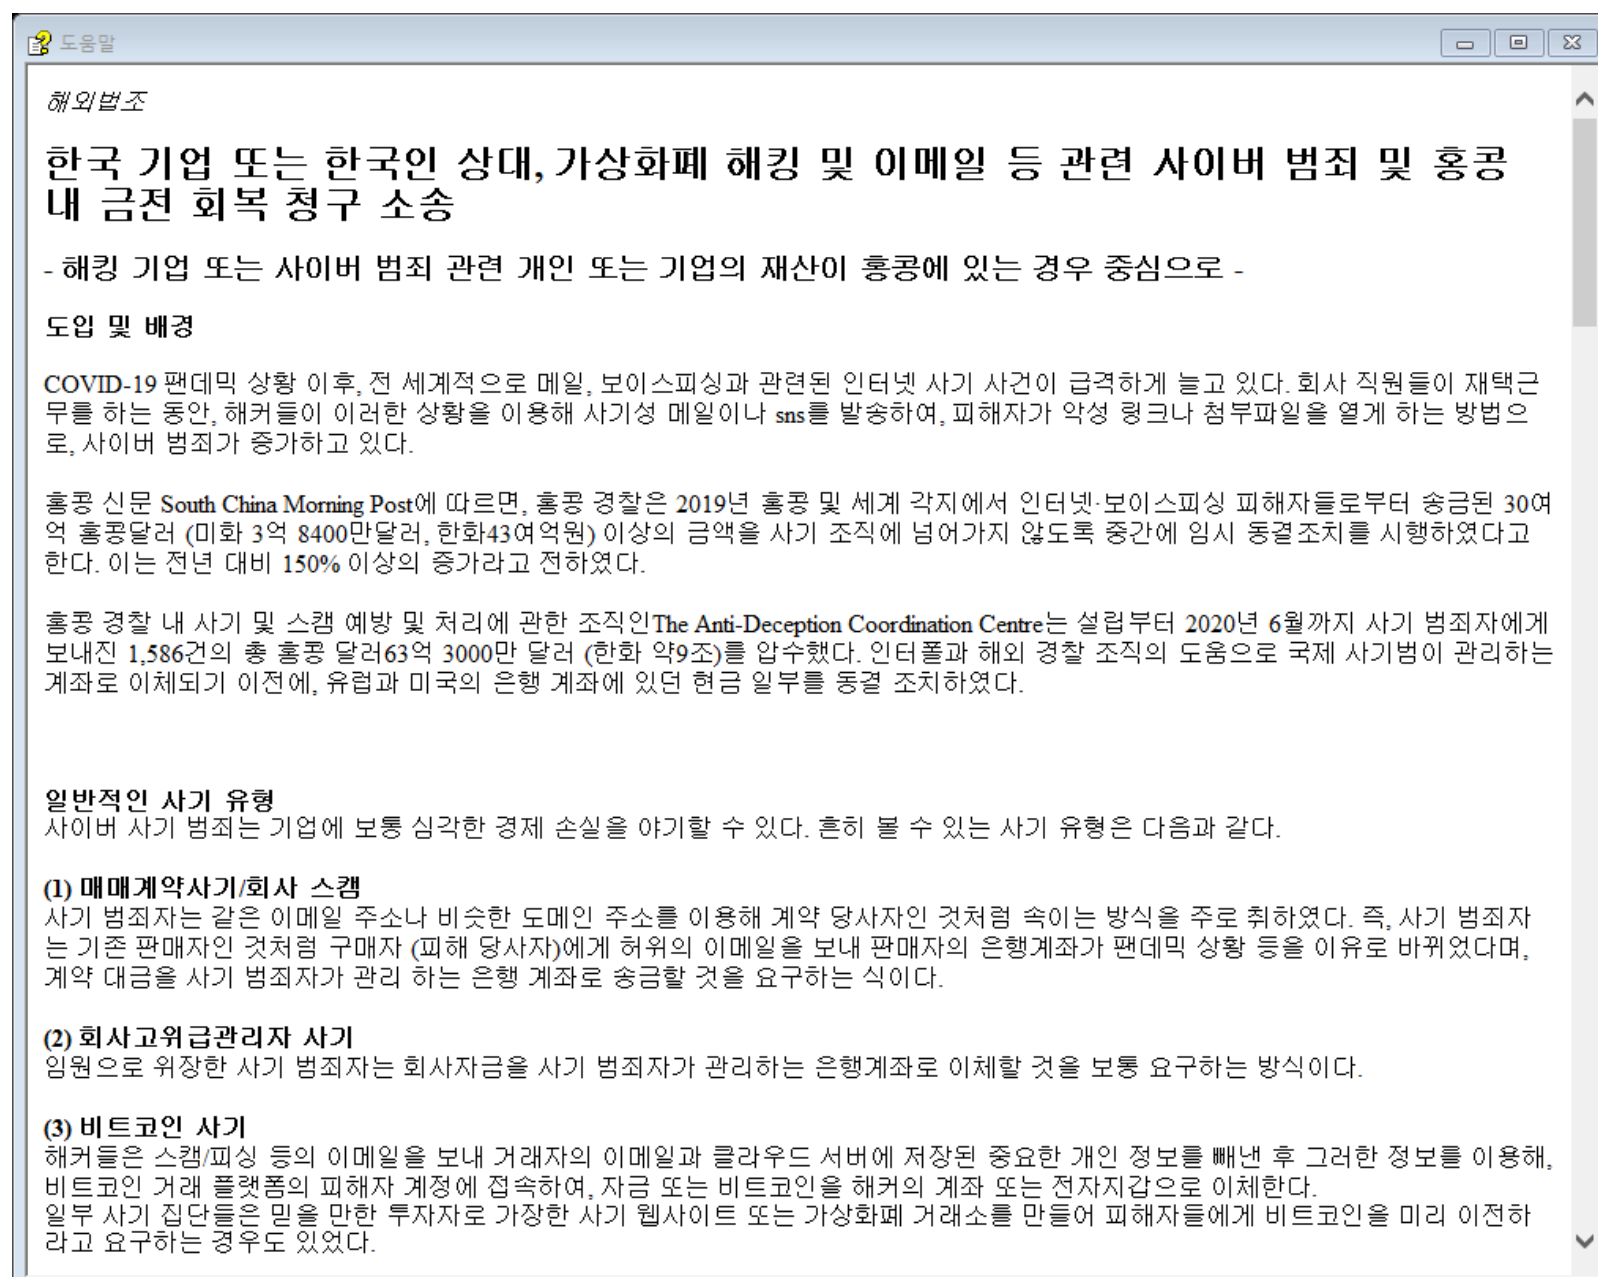 도움말
해외법조
한국 기업 또는 한국인 상대, 가상화폐 해킹 및 이메일 등 관련 사이버 범죄 및 홍콩
내 금전 회복 청구 소송
- 해킹 기업 또는 사이버 범죄 관련 개인 또는 기업의 재산이 홍콩에 있는 경우 중심으로 -
도입 및 배경
COVID-19 팬데믹 상황 이후, 전 세계적으로 메일, 보이스피싱과 관련된 인터넷 사기 사건이 급격하게 늘고 있다. 회사 직원들이 재택근
무를 하는 동안, 해커들이 이러한 상황을 이용해 사기성 메일이나 sns를 발송하여, 피해자가 악성 링크나 첨부파일을 열게 하는 방법으
로, 사이버 범죄가 증가하고 있다.
홍콩 신문 South China Morning Post에 따르면, 홍콩 경찰은 2019년 홍콩 및 세계 각지에서 인터넷·보이스피싱 피해자들로부터 송금된 30여
억 홍콩달러 (미화 3억 8400만달러, 한화43여억원) 이상의 금액을 사기 조직에 넘어가지 않도록 중간에 임시 동결조치를 시행하였다고
한다. 이는 전년 대비 150% 이상의 증가라고 전하였다.
홍콩 경찰 내 사기 및 스캠 예방 및 처리에 관한 조직인The Anti-Deception Coordination Centre는 설립부터 2020년 6월까지 사기 범죄자에게
보내진 1,586건의 총 홍콩 달러63억 3000만 달러 (한화 약9조)를 압수했다. 인터폴과 해외 경찰 조직의 도움으로 국제 사기범이 관리하는
계좌로 이체되기 이전에, 유럽과 미국의 은행 계좌에 있던 현금 일부를 동결 조치하였다.
일반적인 사기 유형
사이버 사기 범죄는 기업에 보통 심각한 경제 손실을 야기할 수 있다. 흔히 볼 수 있는 사기 유형은 다음과 같다.
(1) 매매계약사기/회사 스캠
사기 범죄자는 같은 이메일 주소나 비슷한 도메인 주소를 이용해 계약 당사자인 것처럼 속이는 방식을 주로 취하였다. 즉, 사기 범죄자
는 기존 판매자인 것처럼 구매자 (피해 당사자)에게 허위의 이메일을 보내 판매자의 은행계좌가 팬데믹 상황 등을 이유로 바뀌었다며,
계약 대금을 사기 범죄자가 관리 하는 은행 계좌로 송금할 것을 요구하는 식이다.
(2) 회사고위급관리자 사기
임원으로 위장한 사기 범죄자는 회사자금을 사기 범죄자가 관리하는 은행계좌로 이체할 것을 보통 요구하는 방식이다.
(3) 비트코인 사기
해커들은 스캠/피싱 등의 이메일을 보내 거래자의 이메일과 클라우드 서버에 저장된 중요한 개인 정보를 빼낸 후 그러한 정보를 이용해,
비트코인 거래 플랫폼의 피해자 계정에 접속하여, 자금 또는 비트코인을 해커의 계좌 또는 전자지갑으로 이체한다.
일부 사기 집단들은 믿을 만한 투자자로 가장한 사기 웹사이트 또는 가상화폐 거래소를 만들어 피해자들에게 비트코인을 미리 이전하
라고 요구하는 경우도 있었다.